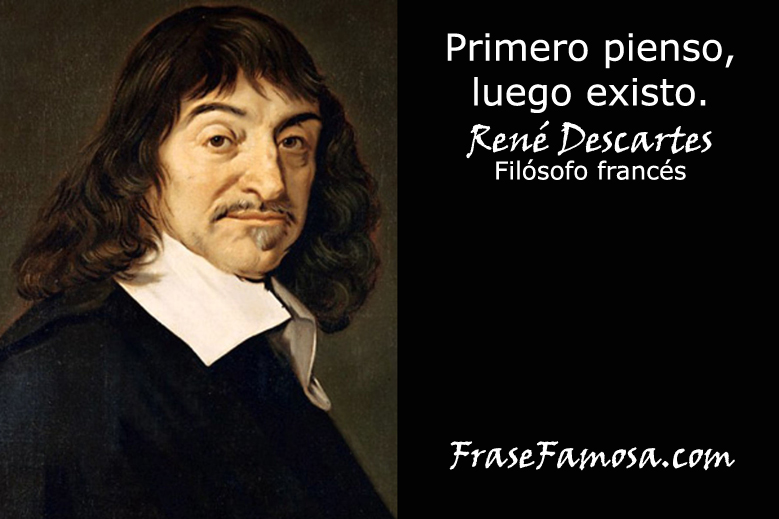 Primero pienso,
luego existo.
René Descartes
Filósofo francés
FraseFamosa.com